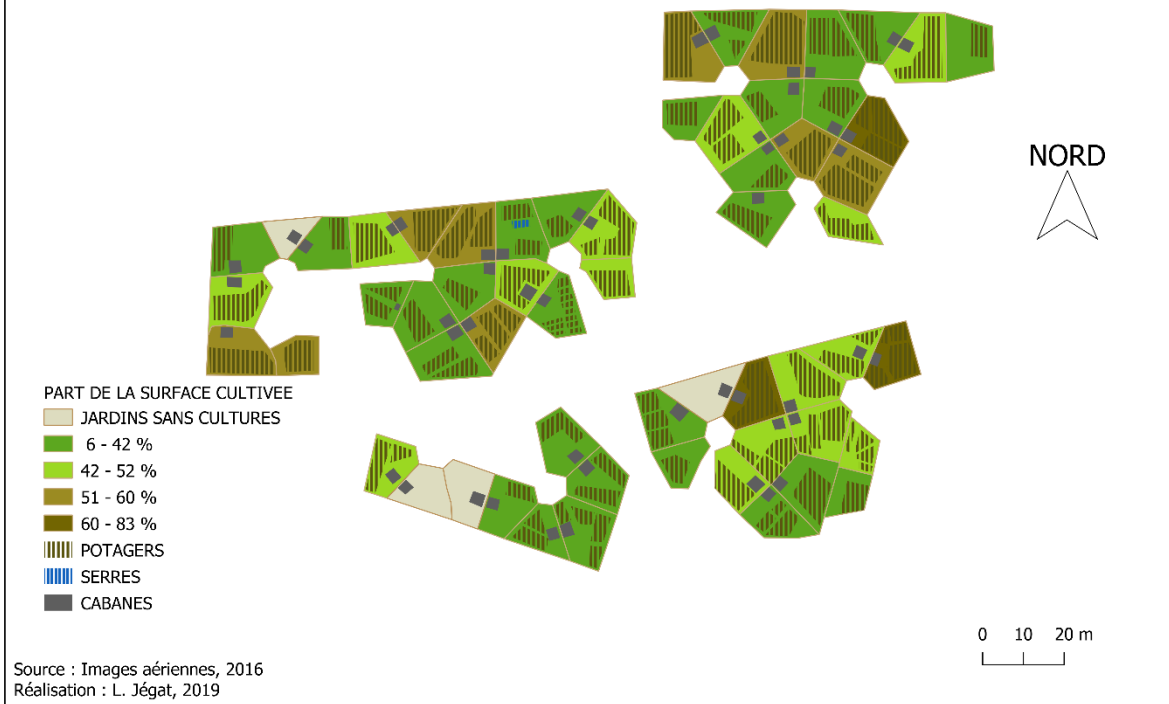 NORD
PART DE LA SURFACE CULTIVEE
JARDINS SANS CULTURES
6 - 42 %
42 - 52 %
51 - 60 %
60 - 83 %
POTAGERS
SERRES
CABANES
0 10 20 m
Source : Images aériennes, 2016
Réalisation : L. Jégat, 2019